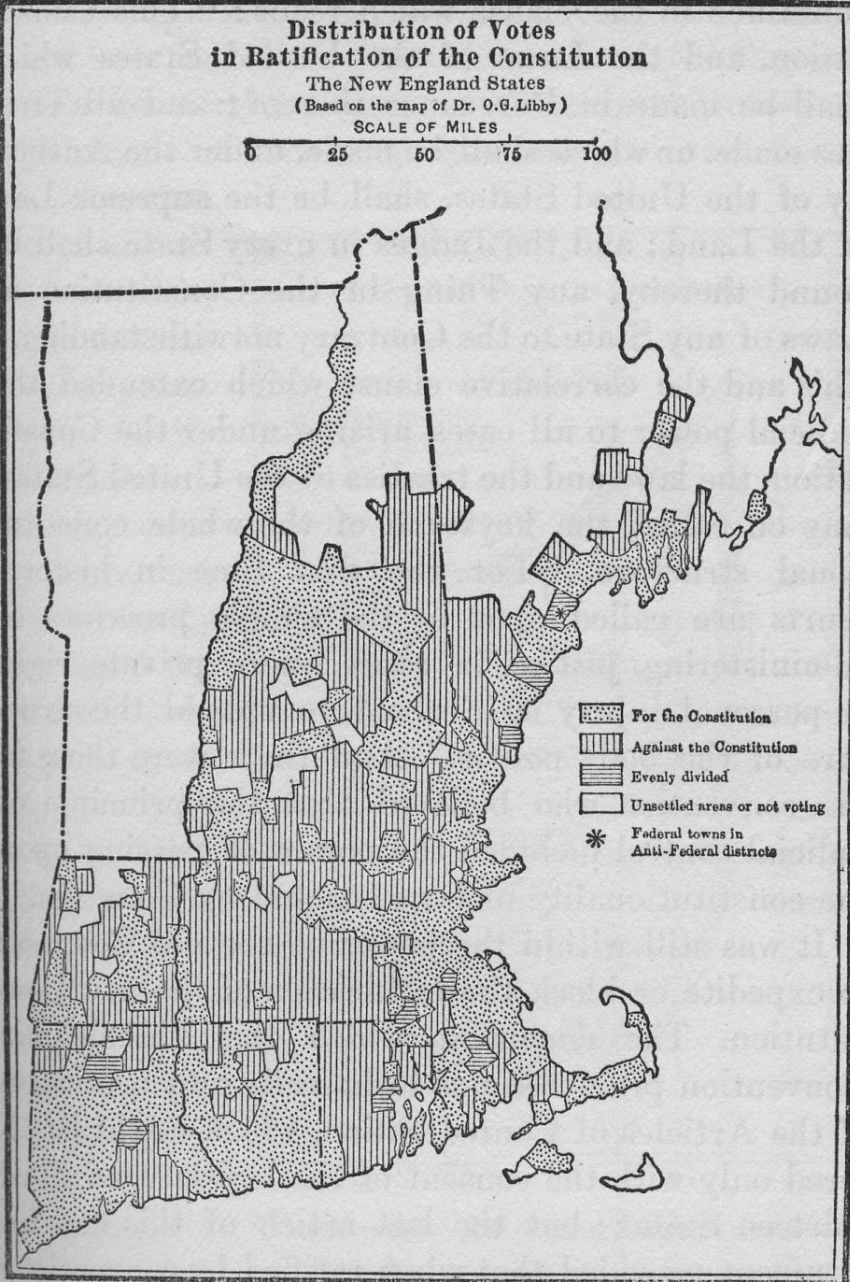 Distribution of Votes
in Ratification of the Constitution
The New England States
(Based on the map of Dr. O.G.Libby)
SCALE OF MILES
0 25 50 75 100
For the Constitution
Against the Constitution
Evenly divided
Unsettled areas or not voting
Federal towns in
Anti-Federal districts